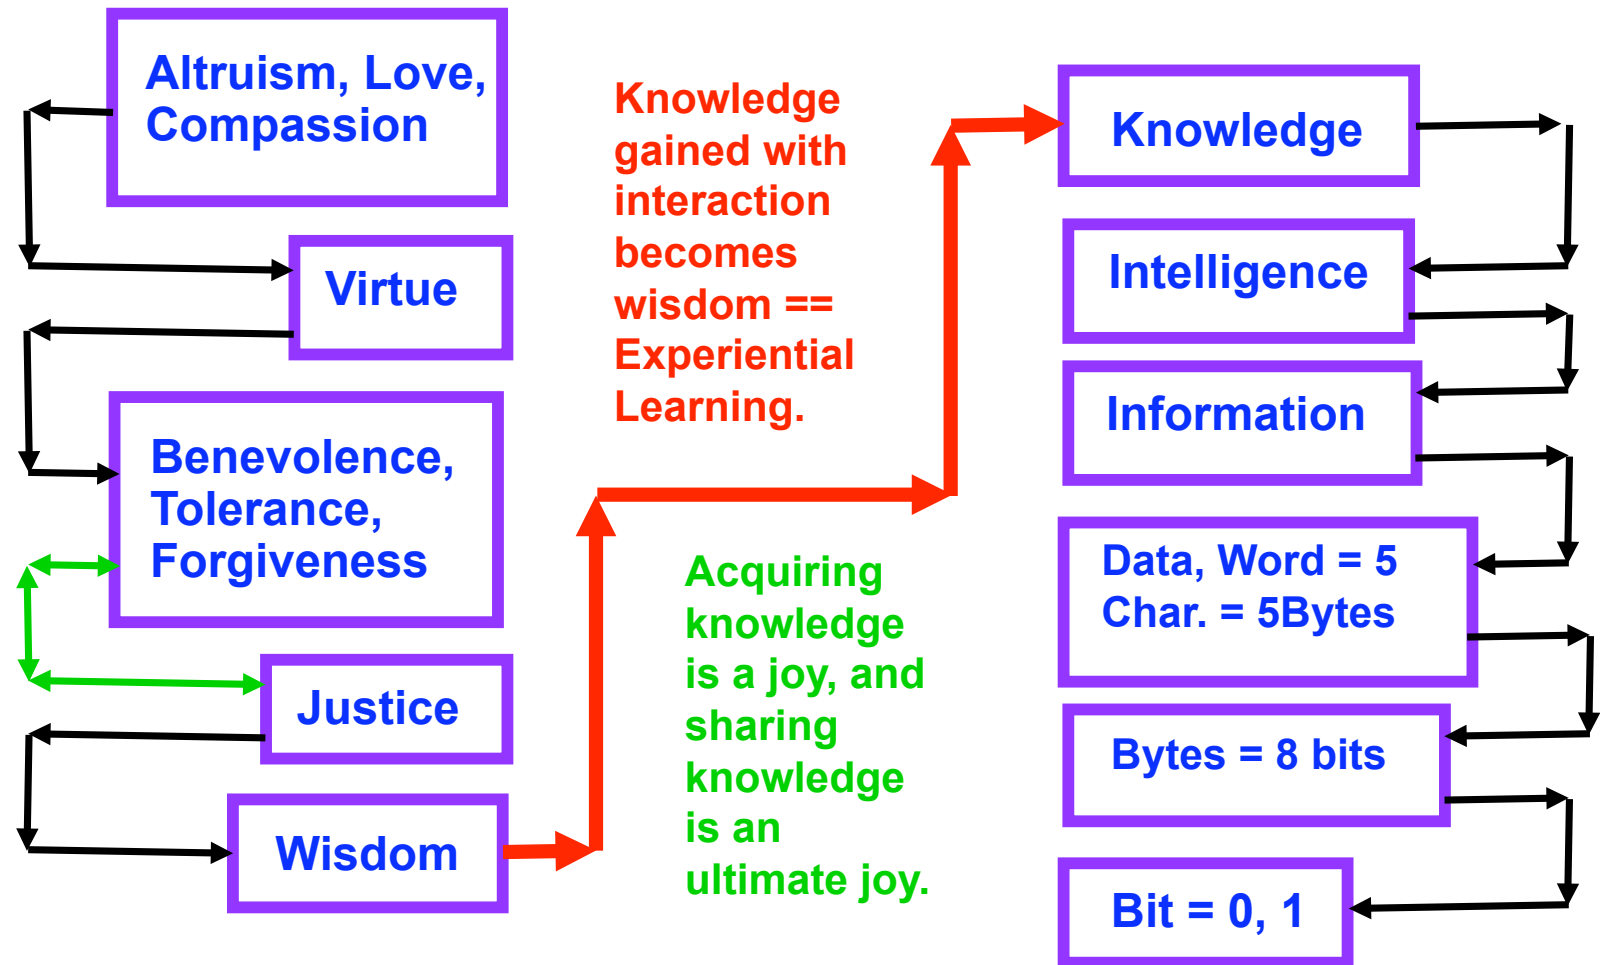 Altruism, Love,
Compassion
Virtue
Benevolence,
Tolerance,
Forgiveness
Justice
Wisdom
Knowledge
gained with
interaction
becomes
wisdom ==
Experiential
Learning.
Acquiring
knowledge
is a joy, and
sharing
knowledge
is an
ultimate joy.
Knowledge
Intelligence
Information
Data, Word = 5
Char. = 5Bytes
Bytes = 8 bits
Bit = 0, 1